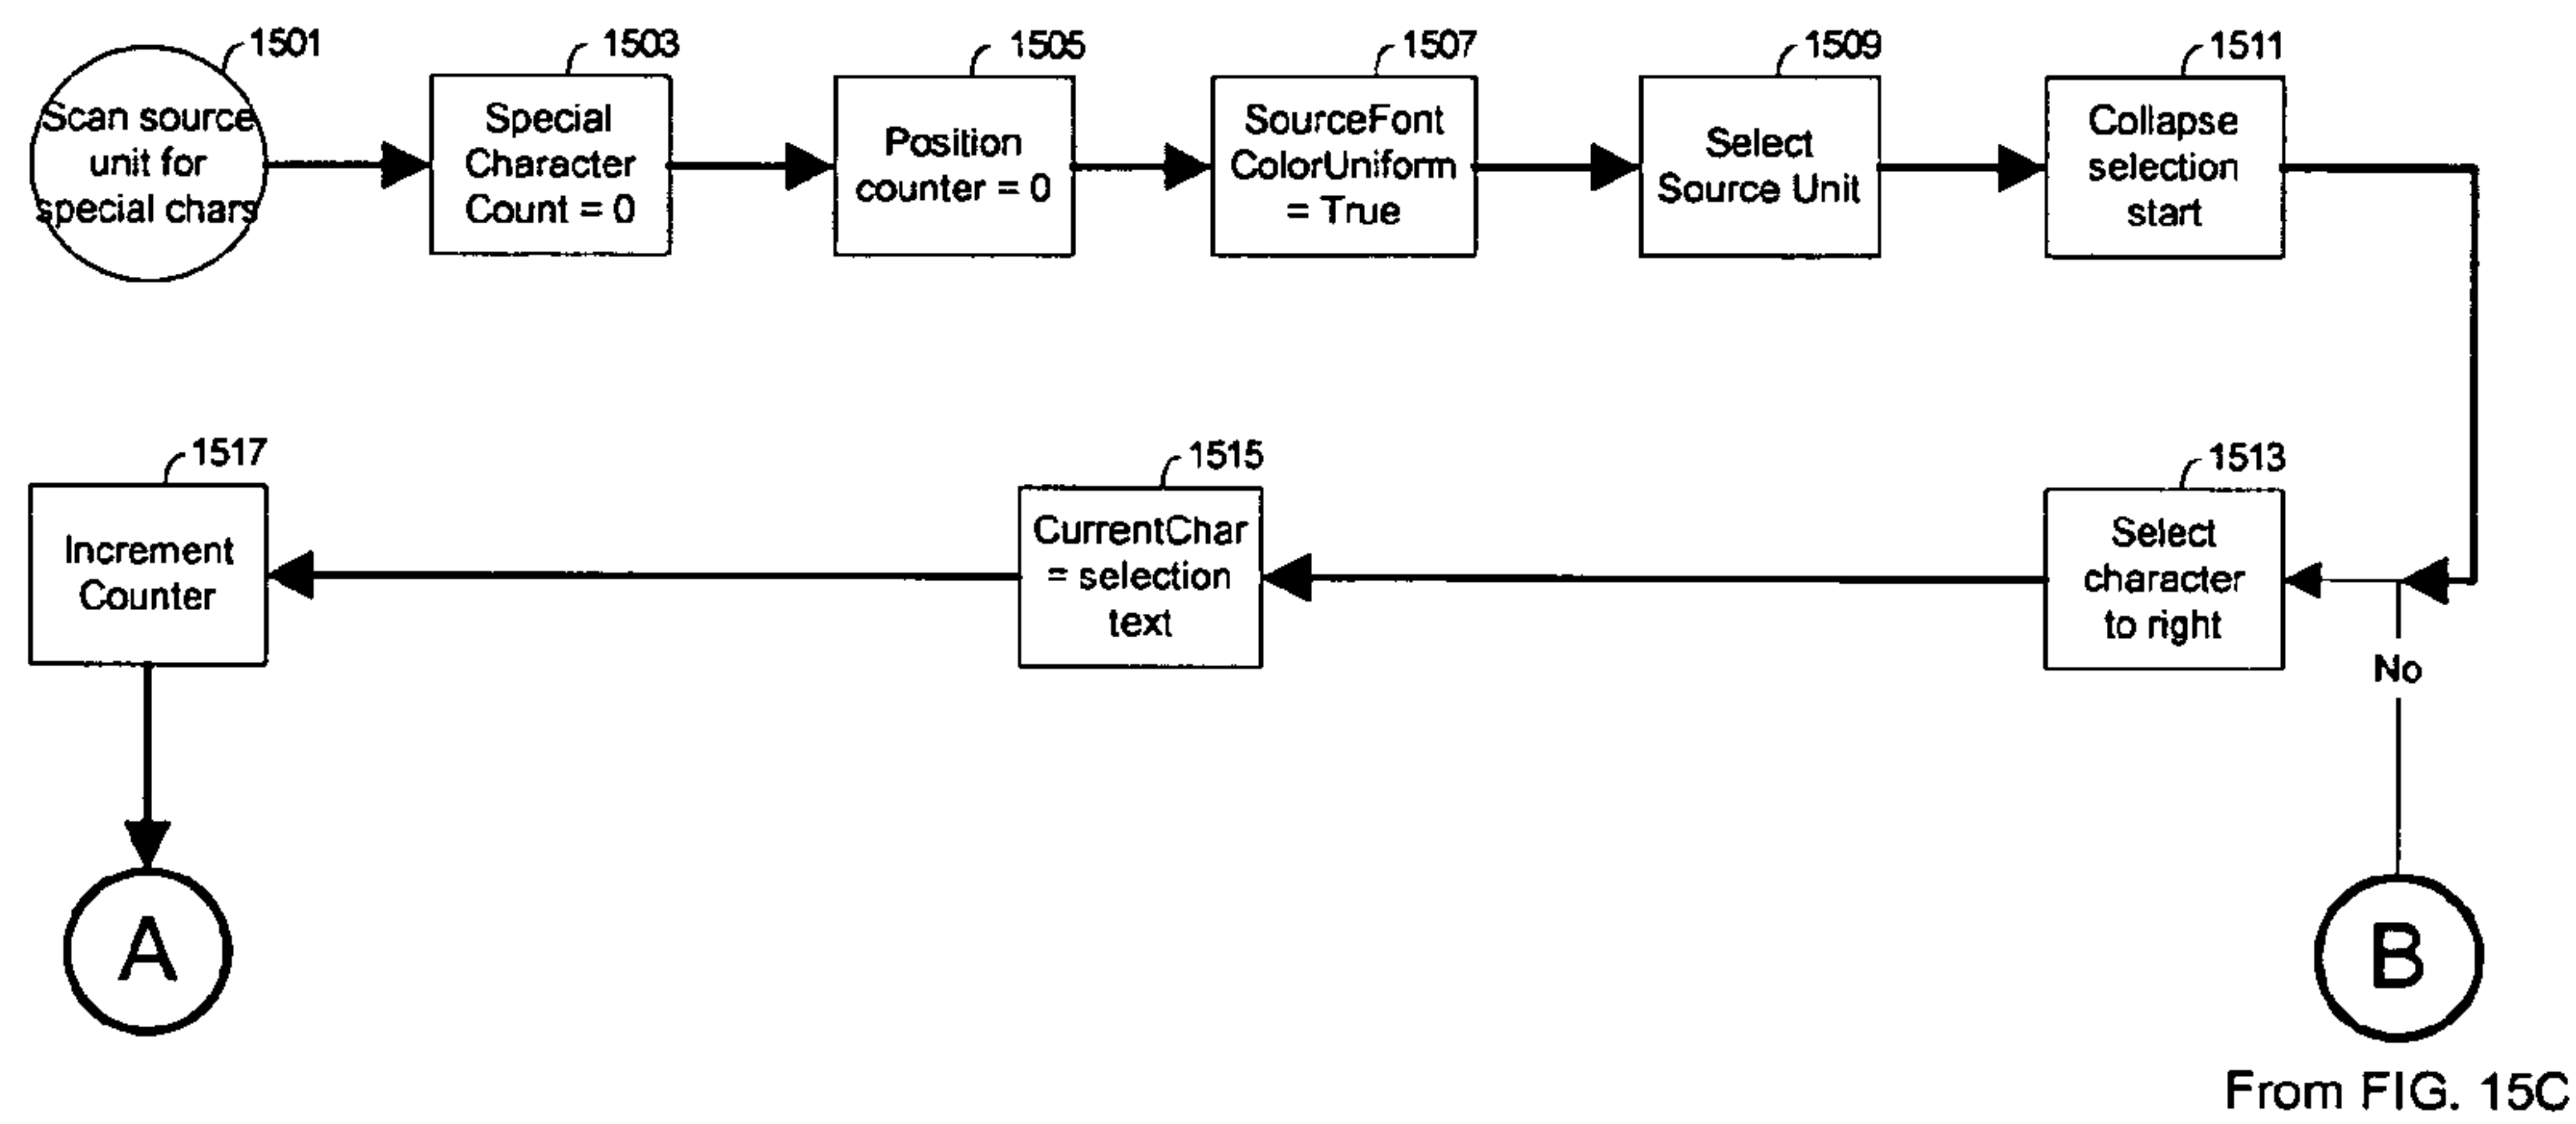 1501
Scan source
unit for
special chars
1503
Special
Character
Count = 0
1505
Position
counter = 0
1507
SourceFont
ColorUniform
= True
1509
Select
Source Unit
1511
Collapse
selection
start
1517
Increment
Counter
1515
CurrentChar
= selection
text
1513
Select
character
to right
No
A
B
From FIG. 15C